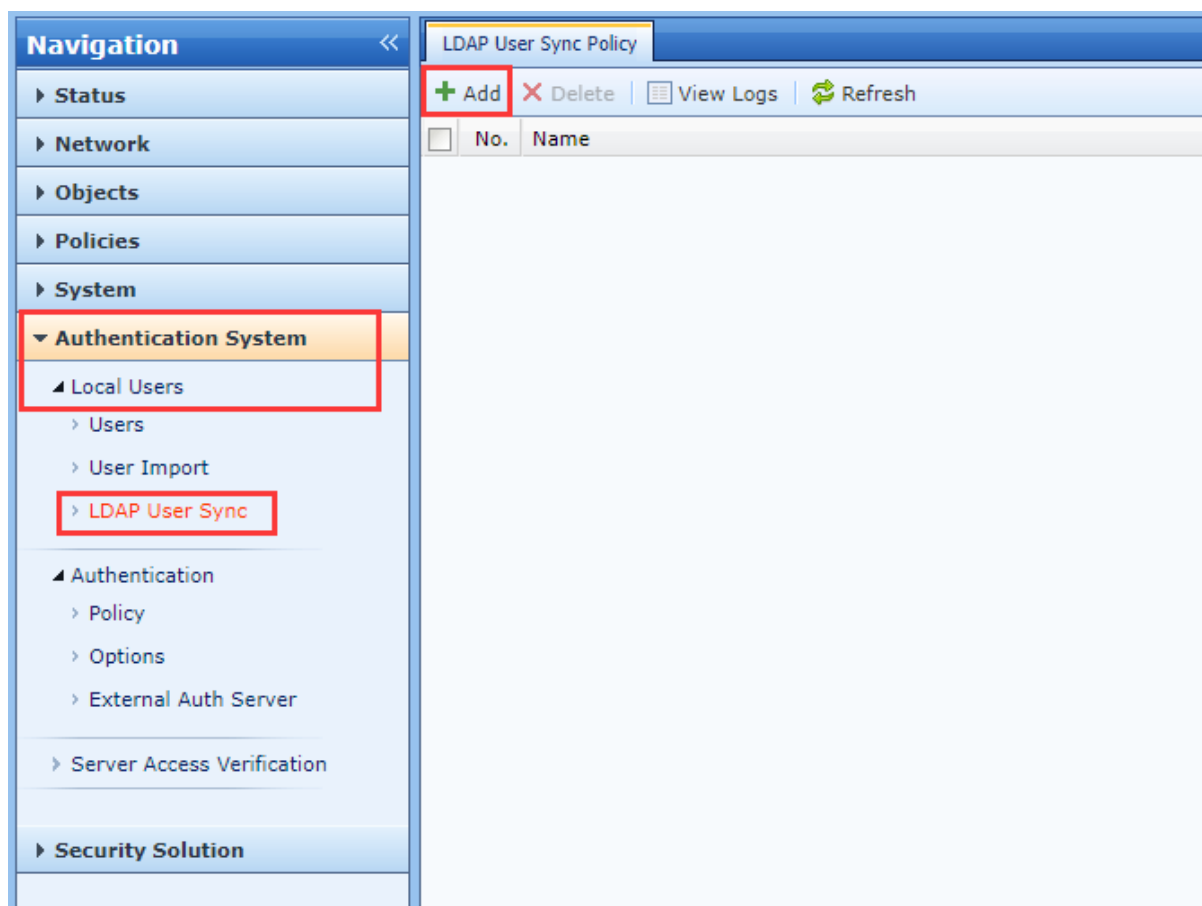 Navigation
Status
Network
Objects
Policies
System
Authentication System
Local Users
Users
User Import
LDAP User Sync
Authentication
Policy
Options
External Auth Server
Server Access Verification
Security Solution
LDAP User Sync Policy
Add Delete View Logs Refresh
No. Name